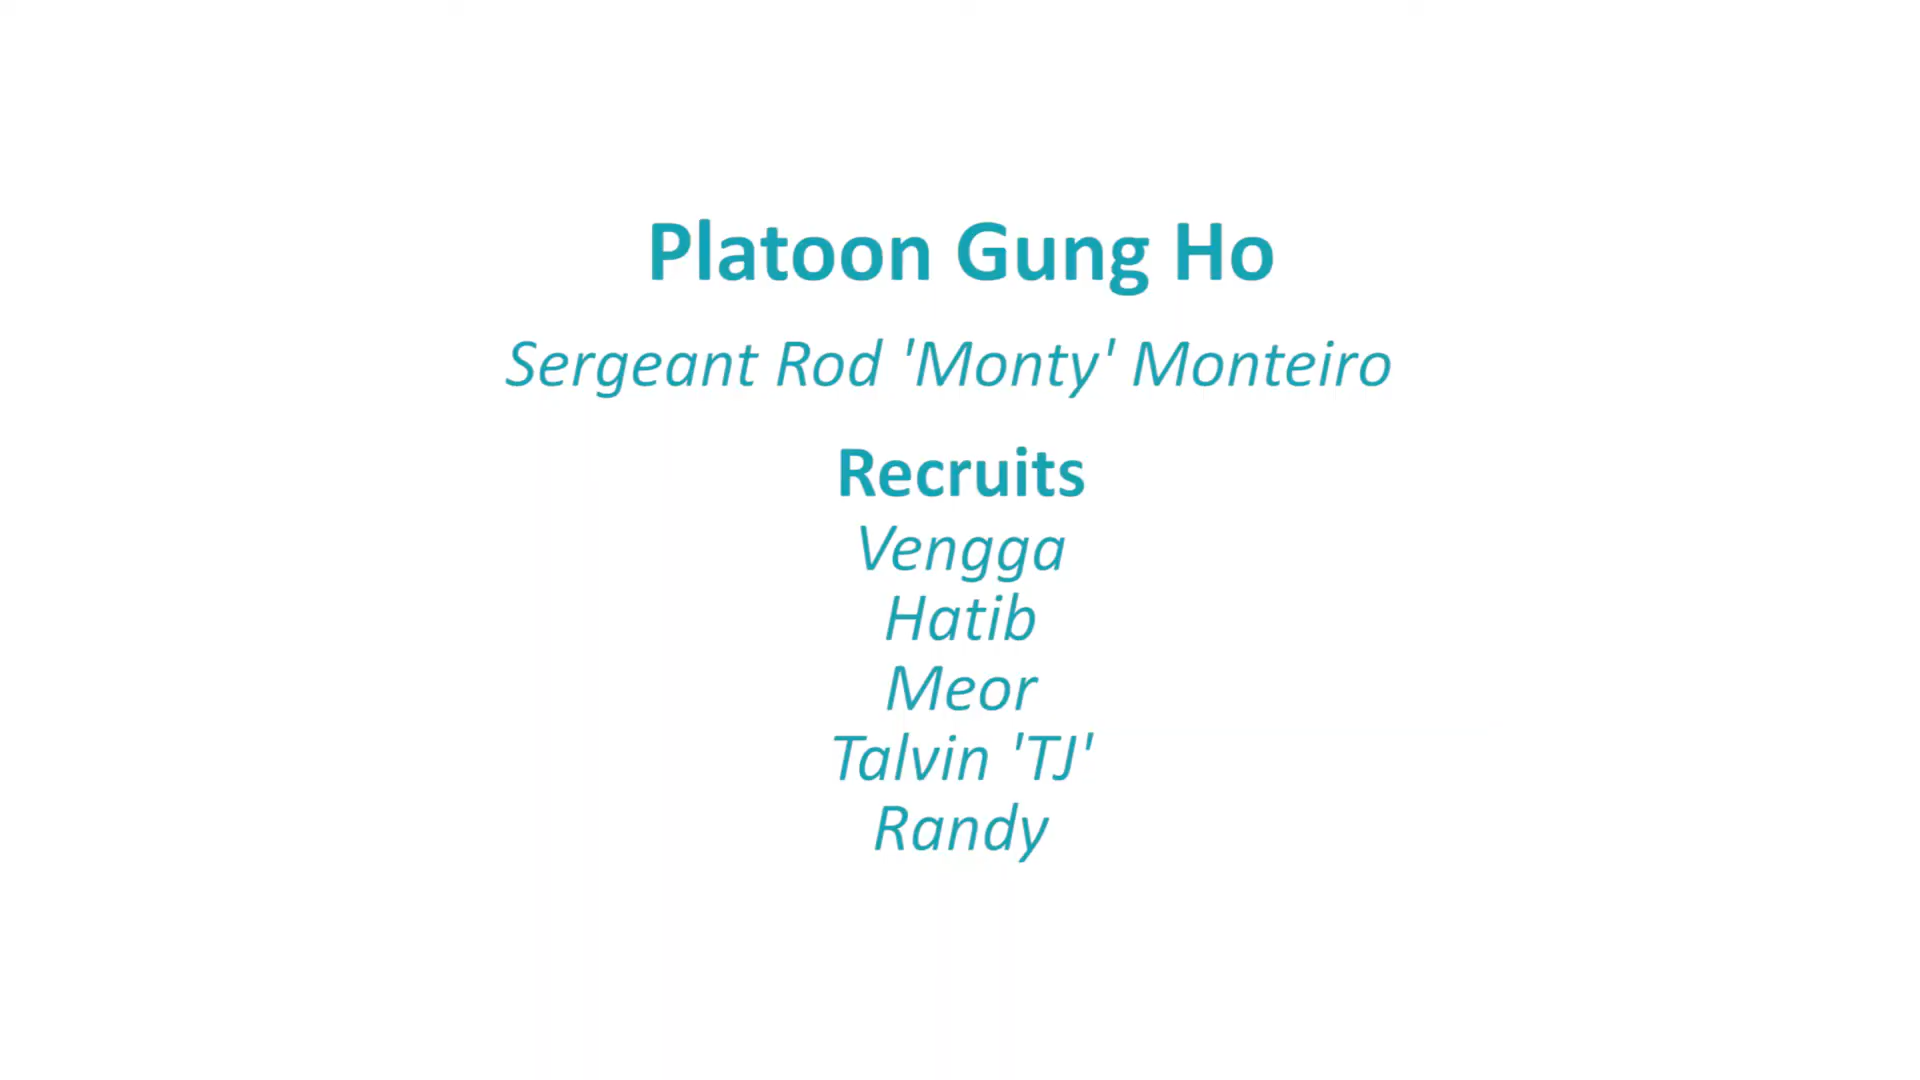 Platoon Gung Ho
Sergeant Rod 'Monty' Monteiro
Recruits
Vengga
Hatib
Meor
Talvin 'TJ'
Randy